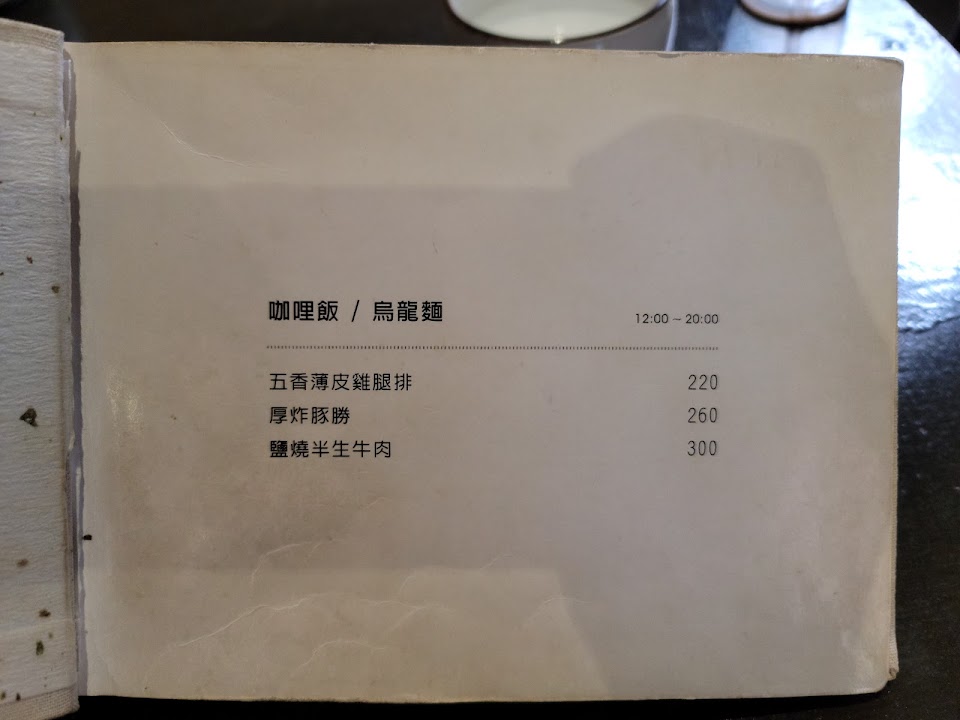 咖哩飯 / 烏龍麵 12:00 ~ 20:00
五香薄皮雞腿排 220
厚炸豚勝 260
鹽燒半生牛肉 300